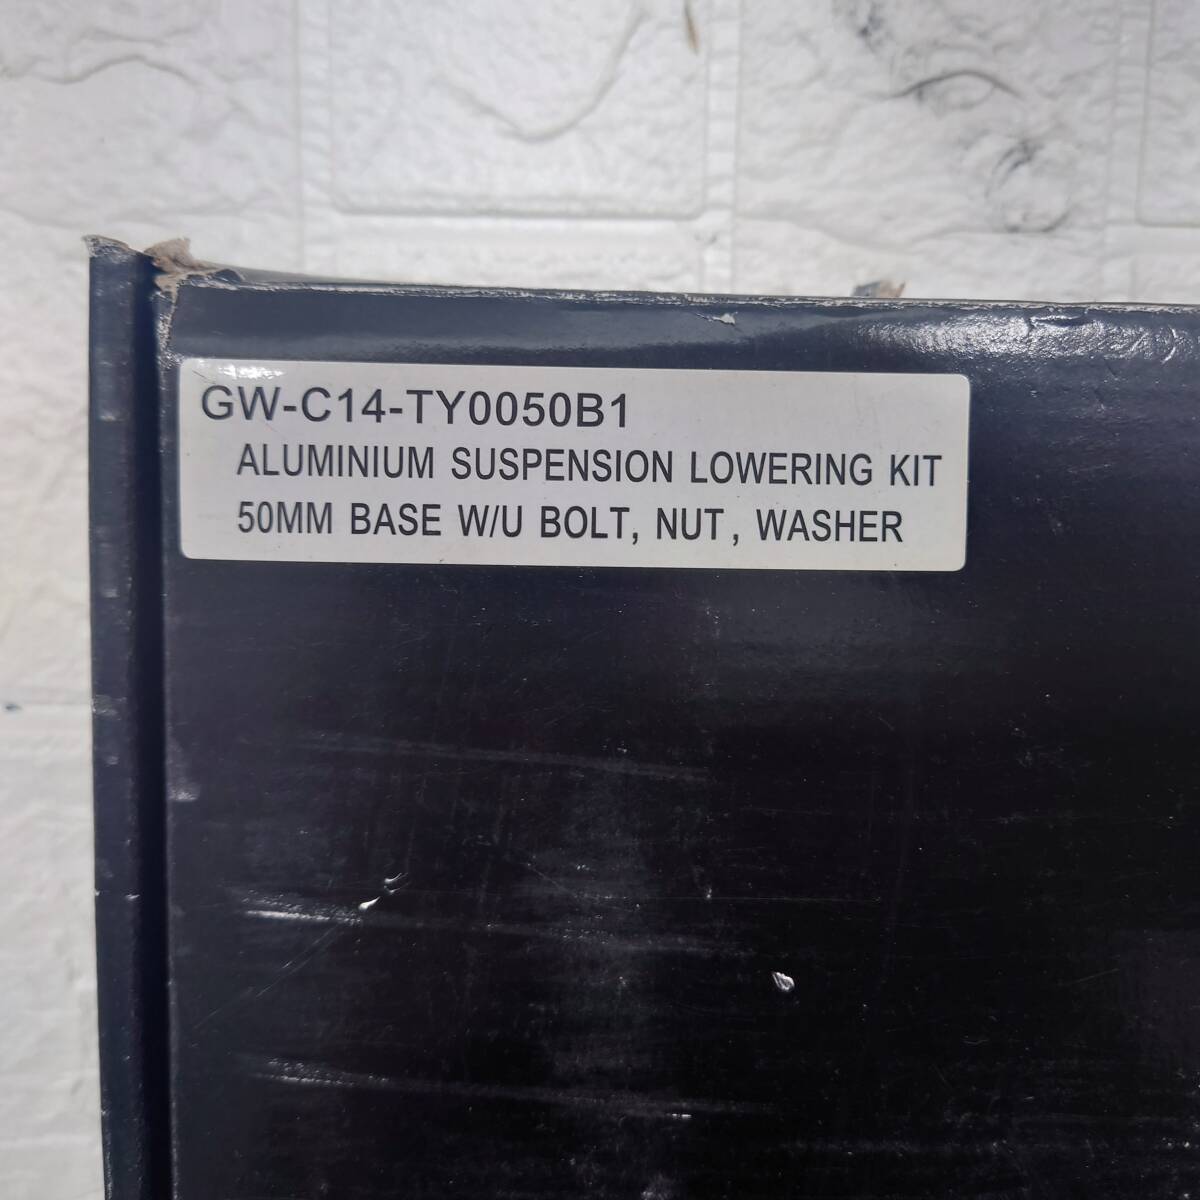 GW-C14-TY0050B1
ALUMINIUM SUSPENSION LOWERING KIT
50MM BASE W/U BOLT, NUT, WASHER